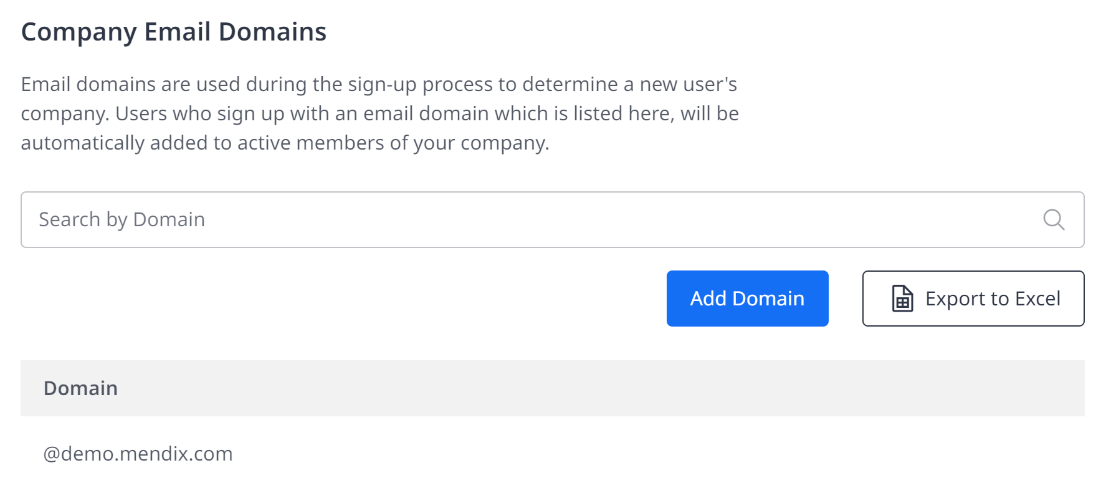 Company Email Domains
Email domains are used during the sign-up process to determine a new user's
company. Users who sign up with an email domain which is listed here, will be
automatically added to active members of your company.
Search by Domain
Add Domain
Export to Excel
Domain
@demo.mendix.com